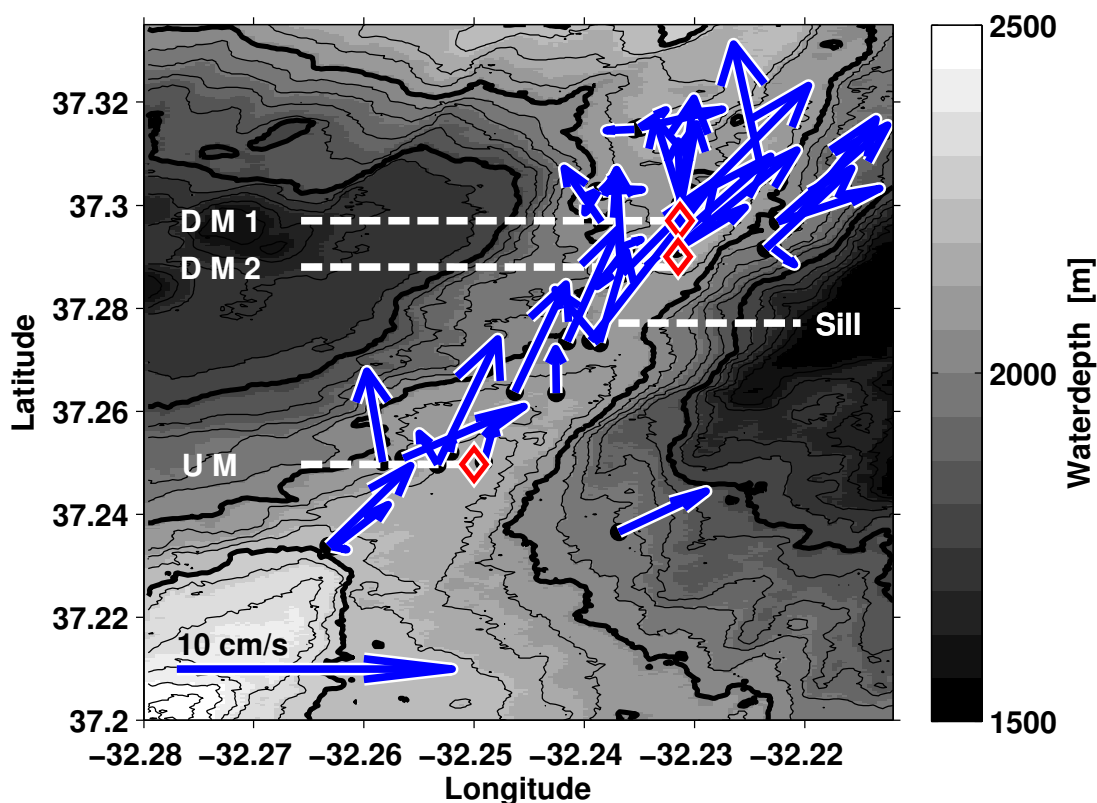 2500
37.32
37.3
D M 1
D M 2
37.28
Sill
2000
Waterdepth [m]
Latitude
37.26
U M
37.24
37.22
10 cm/s
37.2
1500
−32.28 −32.27 −32.26 −32.25 −32.24 −32.23 −32.22
Longitude